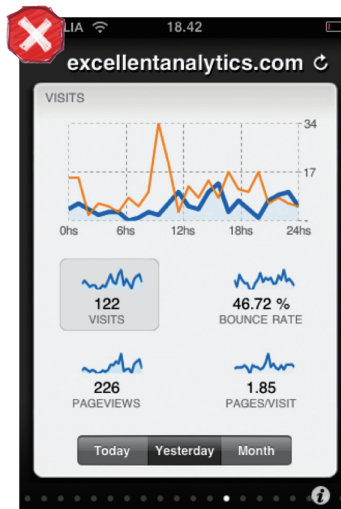 LIA 18.42
excellentanalytics.com
VISITS
34
17
-
0hs 6hs 12hs 18hs 24hs
122 46.72 %
VISITS BOUNCE RATE
226 1.85
PAGEVIEWS PAGES/VISIT
Today Yesterday Month
i